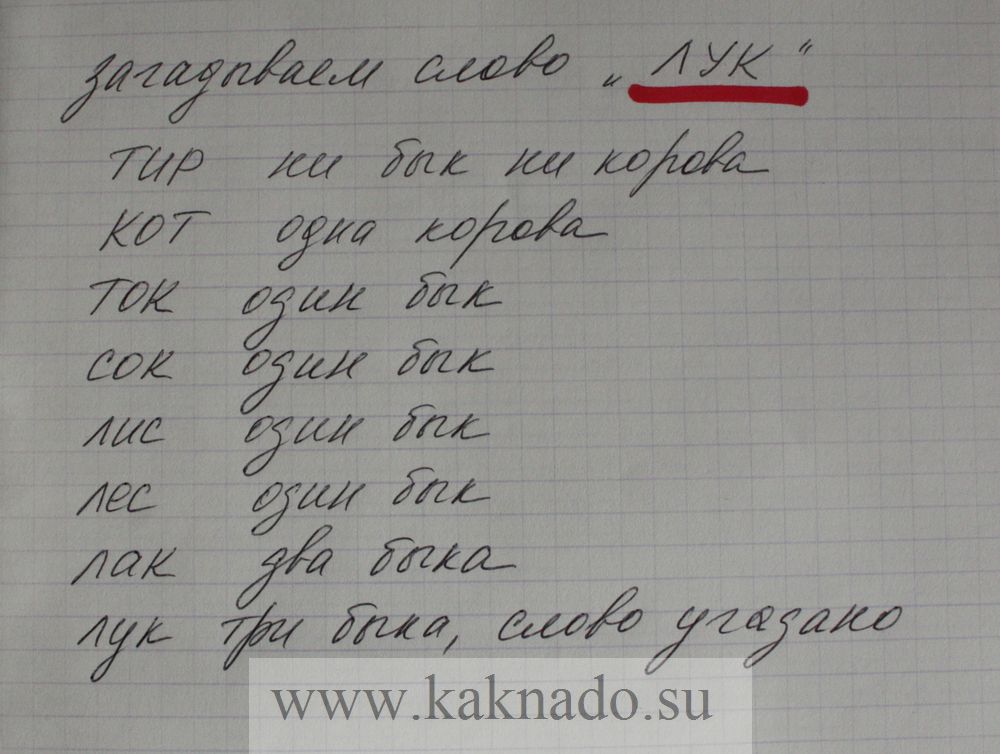 загадываем слово „ЛУК“
ТИР ни бык ни корова
КОТ одна корова
ТОК один бык
СОК один бык
ЛИС один бык
ЛЕС один бык
ЛАК два быка
ЛУК три быка, слово угадано
www.kaknado.su